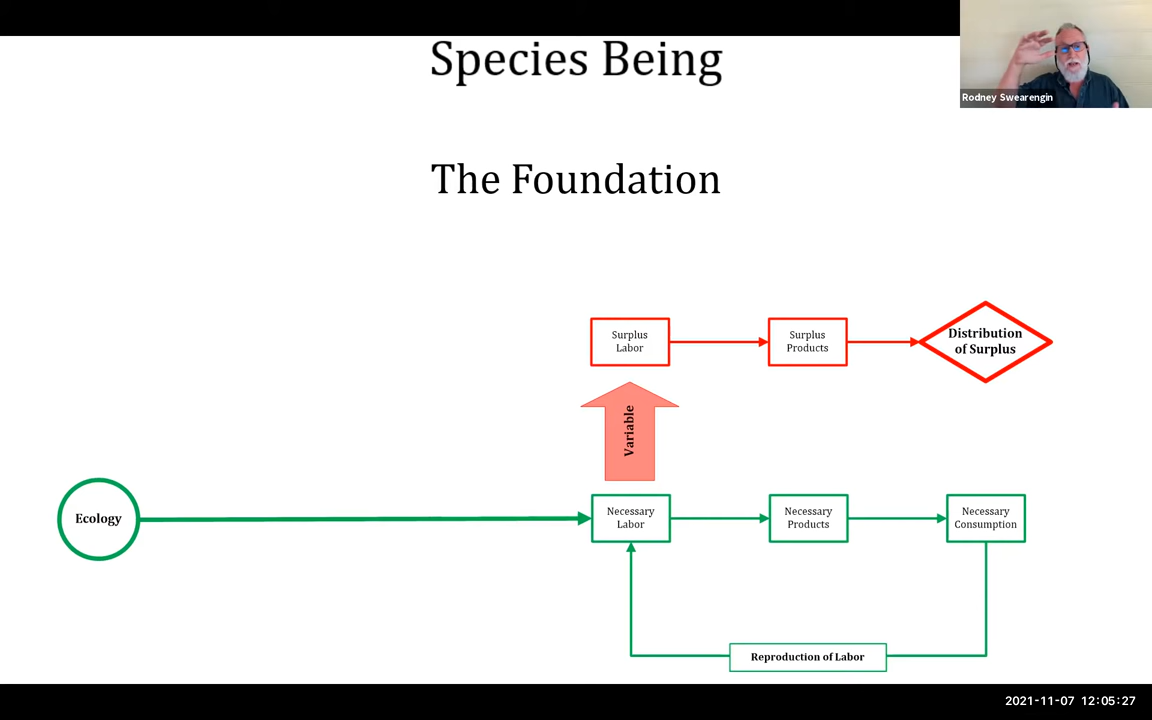 Species Being
Rodney Swearengin
The Foundation
Surplus
Labor
Surplus
Products
Distribution
of Surplus
Variable
Ecology
Necessary
Labor
Necessary
Products
Necessary
Consumption
Reproduction of Labor
2021-11-07 12:05:27